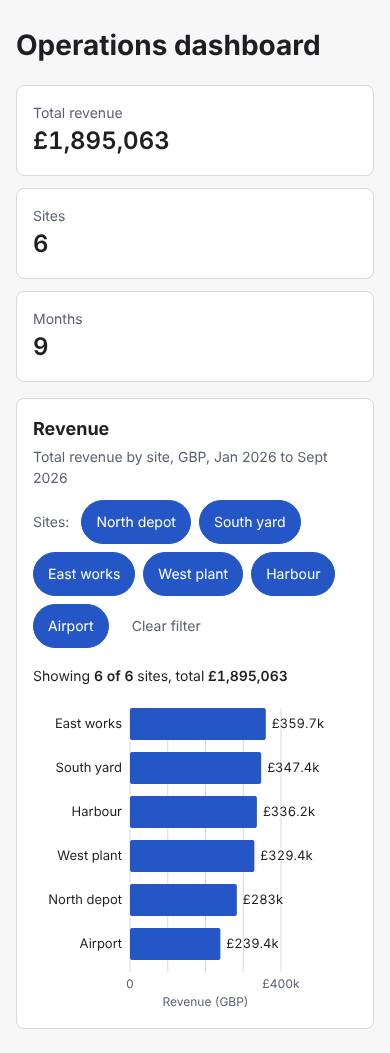 Operations dashboard
Total revenue
£1,895,063
Sites
6
Months
9
Revenue
Total revenue by site, GBP, Jan 2026 to Sept
2026
Sites: North depot South yard
East works West plant Harbour
Airport Clear filter
Showing 6 of 6 sites, total £1,895,063
East works £359.7k
South yard £347.4k
Harbour £336.2k
West plant £329.4k
North depot £283k
Airport £239.4k
0 £400k
Revenue (GBP)